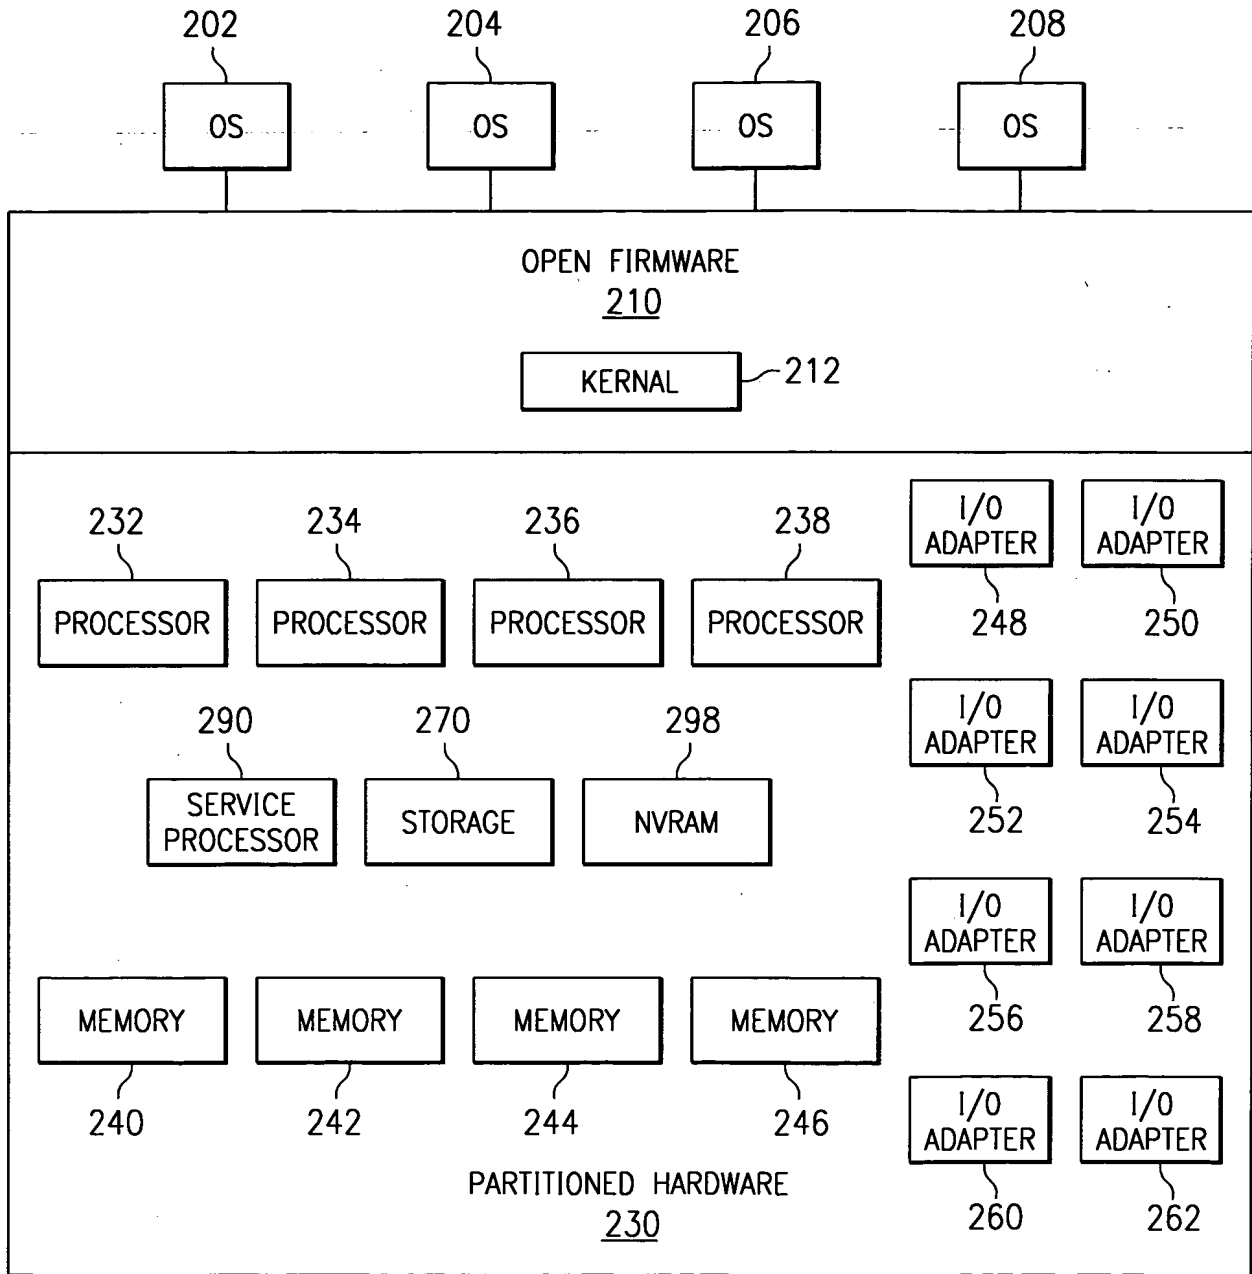 202 204 206 208
OS OS OS OS
OPEN FIRMWARE
210
KERNAL 212
232 234 236 238
PROCESSOR PROCESSOR PROCESSOR PROCESSOR
I/O ADAPTER I/O ADAPTER
248 250
290 270 298
SERVICE PROCESSOR STORAGE NVRAM
I/O ADAPTER I/O ADAPTER
252 254
I/O ADAPTER I/O ADAPTER
256 258
MEMORY MEMORY MEMORY MEMORY
240 242 244 246
I/O ADAPTER I/O ADAPTER
260 262
PARTITIONED HARDWARE
230